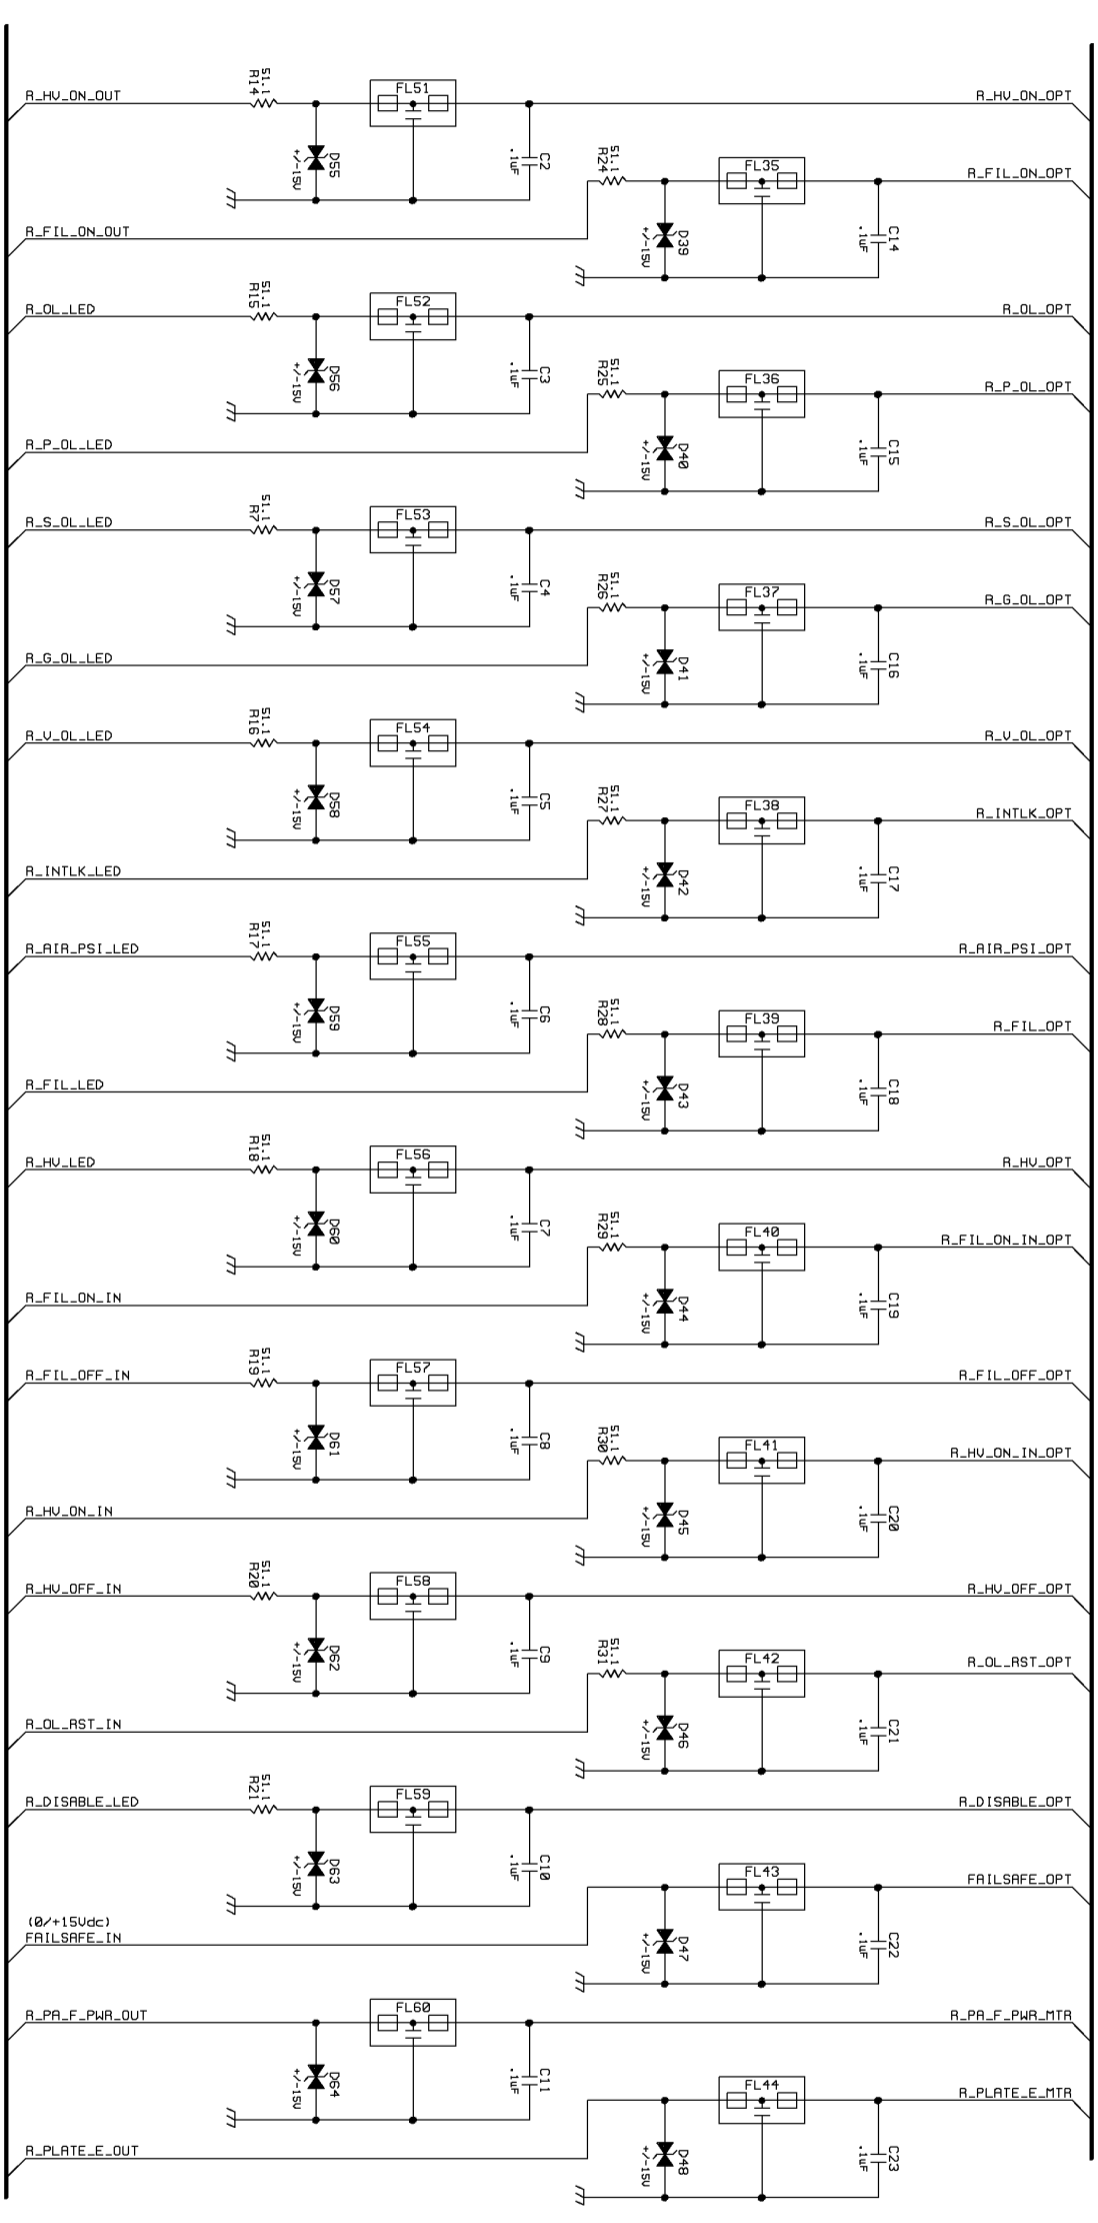 R_HV_ON_OUT
51.1
R14
FL51
D55
+/-15V
C2
.1uF
R_HV_ON_OPT
R_FIL_ON_OUT
51.1
R24
FL35
D39
+/-15V
C14
.1uF
R_FIL_ON_OPT
R_OL_LED
51.1
R15
FL52
D56
+/-15V
C3
.1uF
R_OL_OPT
R_P_OL_LED
51.1
R25
FL36
D40
+/-15V
C15
.1uF
R_P_OL_OPT
R_S_OL_LED
51.1
R7
FL53
D57
+/-15V
C4
.1uF
R_S_OL_OPT
R_G_OL_LED
51.1
R26
FL37
D41
+/-15V
C16
.1uF
R_G_OL_OPT
R_V_OL_LED
51.1
R16
FL54
D58
+/-15V
C5
.1uF
R_V_OL_OPT
R_INTLK_LED
51.1
R27
FL38
D42
+/-15V
C17
.1uF
R_INTLK_OPT
R_AIR_PSI_LED
51.1
R17
FL55
D59
+/-15V
C6
.1uF
R_AIR_PSI_OPT
R_FIL_LED
51.1
R28
FL39
D43
+/-15V
C18
.1uF
R_FIL_OPT
R_HV_LED
51.1
R18
FL56
D60
+/-15V
C7
.1uF
R_HV_OPT
R_FIL_ON_IN
51.1
R29
FL40
D44
+/-15V
C19
.1uF
R_FIL_ON_IN_OPT
R_FIL_OFF_IN
51.1
R19
FL57
D61
+/-15V
C8
.1uF
R_FIL_OFF_OPT
R_HV_ON_IN
51.1
R30
FL41
D45
+/-15V
C20
.1uF
R_HV_ON_IN_OPT
R_HV_OFF_IN
51.1
R20
FL58
D62
+/-15V
C9
.1uF
R_HV_OFF_OPT
R_OL_RST_IN
51.1
R31
FL42
D46
+/-15V
C21
.1uF
R_OL_RST_OPT
R_DISABLE_LED
51.1
R21
FL59
D63
+/-15V
C10
.1uF
R_DISABLE_OPT
(0/+15Vdc)
FAILSAFE_IN
FL43
D47
+/-15V
C22
.1uF
FAILSAFE_OPT
R_PA_F_PWR_OUT
FL60
D64
+/-15V
C11
.1uF
R_PA_F_PWR_MTR
R_PLATE_E_OUT
FL44
D48
+/-15V
C23
.1uF
R_PLATE_E_MTR